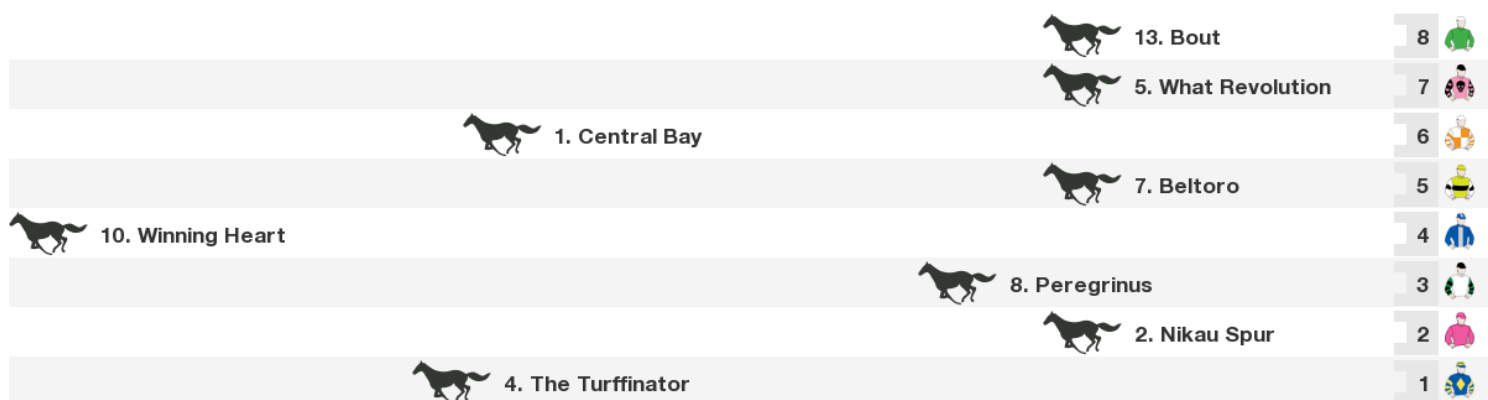 13. Bout 8
5. What Revolution 7
1. Central Bay 6
7. Beltoro 5
10. Winning Heart 4
8. Peregrinus 3
2. Nikau Spur 2
4. The Turffinator 1